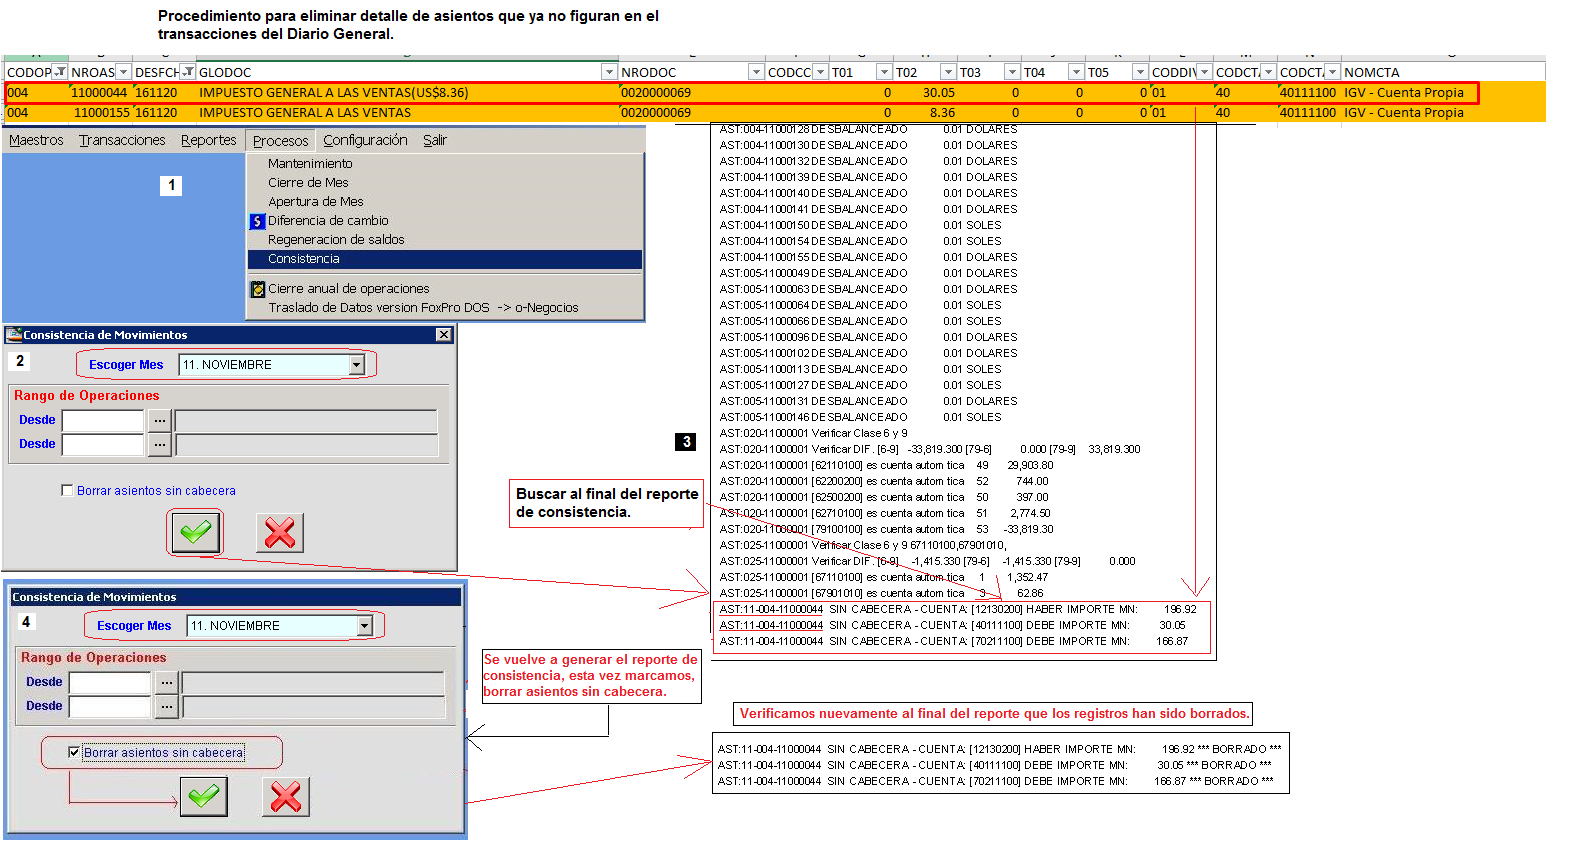 Procedimiento para eliminar detalle de asientos que ya no figuran en el
transacciones del Diario General.
CODOP NROAS DESFCH GLODOC NRODOC CODCC T01 T02 T03 T04 T05 CODDIV CODCTA CODCTA NOMCTA
004 11000044 161120 IMPUESTO GENERAL A LAS VENTAS(US$8.36) 0020000069 0 30.05 0 0 0 01 40 40111100 IGV - Cuenta Propia
004 11000155 161120 IMPUESTO GENERAL A LAS VENTAS 0020000069 0 8.36 0 0 0 01 40 40111100 IGV - Cuenta Propia
Maestros Transacciones Reportes Procesos Configuración Salir
1
Mantenimiento
Cierre de Mes
Apertura de Mes
$ Diferencia de cambio
Regeneracion de saldos
Consistencia
Cierre anual de operaciones
Traslado de Datos version FoxPro DOS -> o-Negocios
Consistencia de Movimientos
2
Escoger Mes 11. NOVIEMBRE
Rango de Operaciones
Desde ...
Desde ...
Borrar asientos sin cabecera
3
Buscar al final del reporte
de consistencia.
AST:004-11000128 DESBALANCEADO 0.01 DOLARES
AST:004-11000130 DESBALANCEADO 0.01 DOLARES
AST:004-11000132 DESBALANCEADO 0.01 DOLARES
AST:004-11000139 DESBALANCEADO 0.01 DOLARES
AST:004-11000140 DESBALANCEADO 0.01 DOLARES
AST:004-11000141 DESBALANCEADO 0.01 DOLARES
AST:004-11000150 DESBALANCEADO 0.01 SOLES
AST:004-11000154 DESBALANCEADO 0.01 SOLES
AST:004-11000155 DESBALANCEADO 0.01 DOLARES
AST:005-11000049 DESBALANCEADO 0.01 DOLARES
AST:005-11000063 DESBALANCEADO 0.01 DOLARES
AST:005-11000064 DESBALANCEADO 0.01 SOLES
AST:005-11000066 DESBALANCEADO 0.01 SOLES
AST:005-11000096 DESBALANCEADO 0.01 DOLARES
AST:005-11000102 DESBALANCEADO 0.01 DOLARES
AST:005-11000113 DESBALANCEADO 0.01 SOLES
AST:005-11000127 DESBALANCEADO 0.01 SOLES
AST:005-11000131 DESBALANCEADO 0.01 DOLARES
AST:005-11000146 DESBALANCEADO 0.01 SOLES
AST:020-11000001 Verificar Clase 6 y 9
AST:020-11000001 Verificar DIF. [6-9] -33,819.300 [79-6] 0.000 [79-9] 33,819.300
AST:020-11000001 [62110100] es cuenta autom tica 49 29,903.80
AST:020-11000001 [62200200] es cuenta autom tica 52 744.00
AST:020-11000001 [62500200] es cuenta autom tica 50 397.00
AST:020-11000001 [62710100] es cuenta autom tica 51 2,774.50
AST:020-11000001 [79100100] es cuenta autom tica 53 -33,819.30
AST:025-11000001 Verificar Clase 6 y 9 67110100,67901010,
AST:025-11000001 Verificar DIF. [6-9] -1,415.330 [79-6] -1,415.330 [79-9] 0.000
AST:025-11000001 [67110100] es cuenta autom tica 1 1,352.47
AST:025-11000001 [67901010] es cuenta autom tica 3 62.86
AST:11-004-11000044 SIN CABECERA - CUENTA: [12130200] HABER IMPORTE MN: 196.92
AST:11-004-11000044 SIN CABECERA - CUENTA: [40111100] DEBE IMPORTE MN: 30.05
AST:11-004-11000044 SIN CABECERA - CUENTA: [70211100] DEBE IMPORTE MN: 166.87
Consistencia de Movimientos
4
Escoger Mes 11. NOVIEMBRE
Rango de Operaciones
Desde ...
Desde ...
Borrar asientos sin cabecera
Se vuelve a generar el reporte de
consistencia, esta vez marcamos,
borrar asientos sin cabecera.
Verificamos nuevamente al final del reporte que los registros han sido borrados.
AST:11-004-11000044 SIN CABECERA - CUENTA: [12130200] HABER IMPORTE MN: 196.92 *** BORRADO ***
AST:11-004-11000044 SIN CABECERA - CUENTA: [40111100] DEBE IMPORTE MN: 30.05 *** BORRADO ***
AST:11-004-11000044 SIN CABECERA - CUENTA: [70211100] DEBE IMPORTE MN: 166.87 *** BORRADO ***